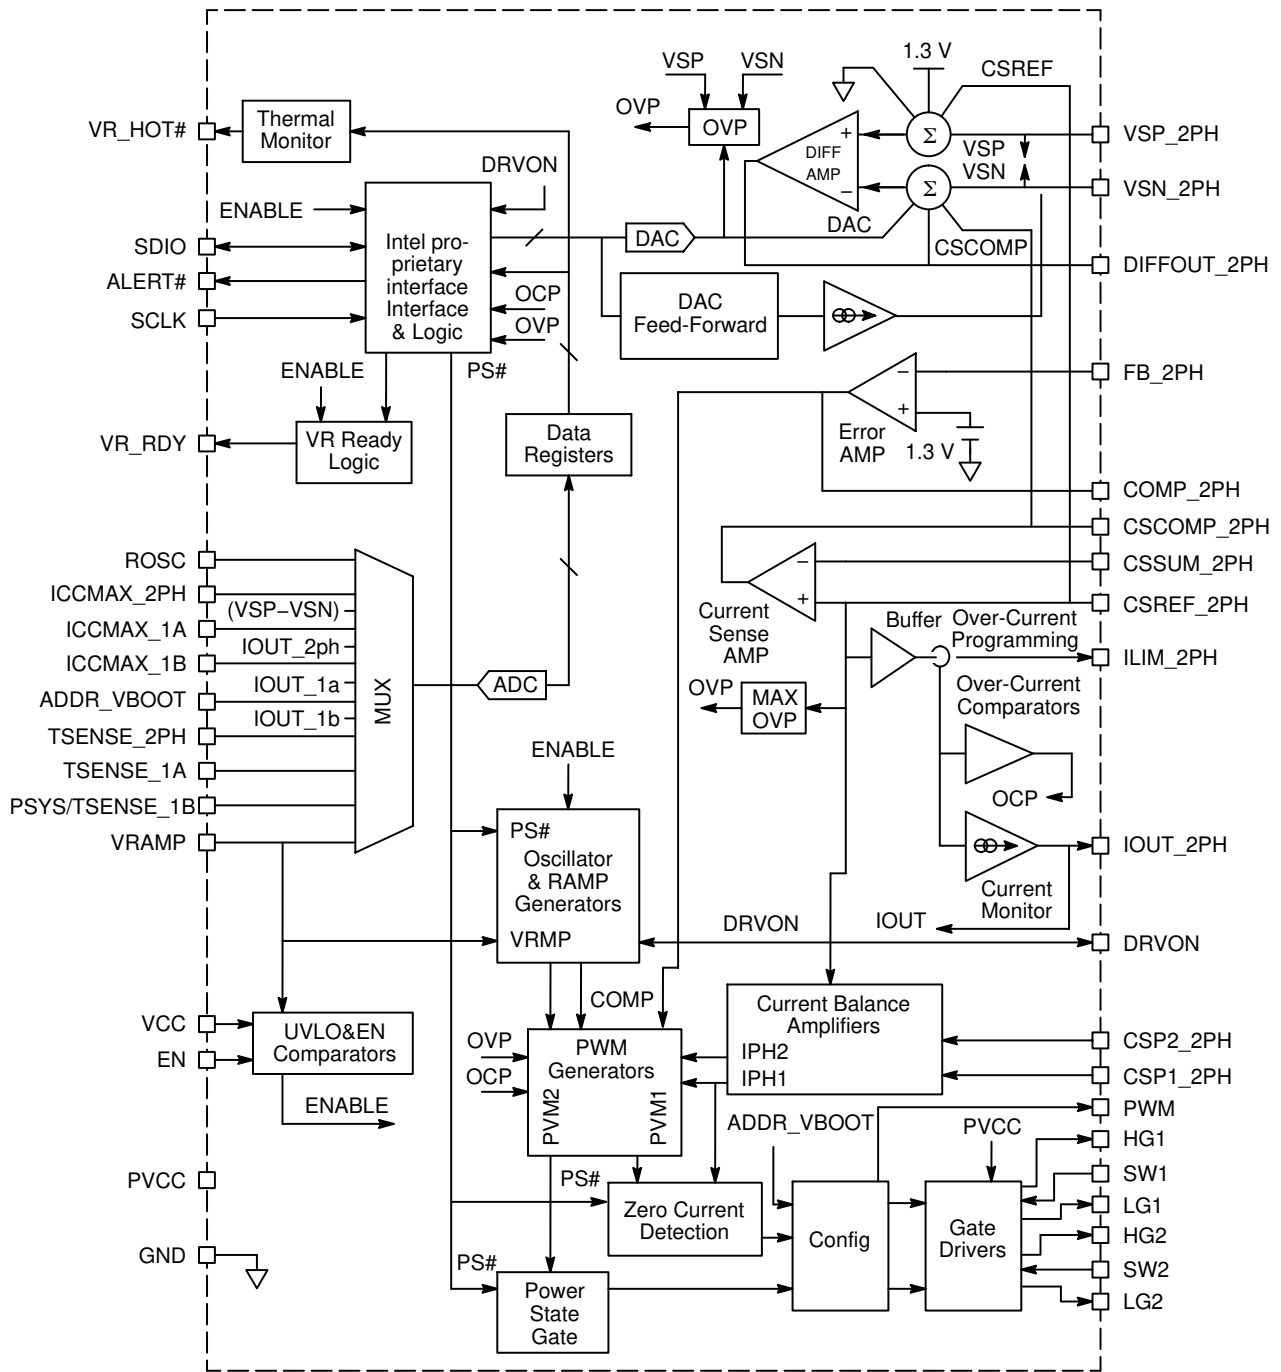 1.3 V
VSP
VSN
CSREF
OVP
OVP
VR_HOT#
Thermal
Monitor
Σ
VSP_2PH
+
DIFF
AMP
−
VSP
VSN
Σ
VSN_2PH
DRVON
ENABLE
DAC
SDIO
Intel pro-
prietary
interface
Interface
& Logic
DAC
CSCOMP
DIFFOUT_2PH
ALERT#
OCP
DAC
Feed-Forward
SCLK
OVP
PS#
ENABLE
−
+
FB_2PH
VR_RDY
VR Ready
Logic
Data
Registers
Error
AMP
1.3 V
COMP_2PH
CSCOMP_2PH
ROSC
−
CSSUM_2PH
ICCMAX_2PH
(VSP−VSN)
+
CSREF_2PH
ICCMAX_1A
Current
Sense
AMP
Buffer
Over-Current
Programming
IOUT_2ph
ICCMAX_1B
ILIM_2PH
IOUT_1a
MUX
ADC
OVP
MAX
OVP
Over-Current
Comparators
ADDR_VBOOT
IOUT_1b
TSENSE_2PH
ENABLE
TSENSE_1A
OCP
PSYS/TSENSE_1B
VRAMP
PS#
Oscillator
& RAMP
Generators
VRMP
IOUT_2PH
Current
Monitor
IOUT
DRVON
DRVON
COMP
Current Balance
Amplifiers
IPH2
IPH1
VCC
EN
UVLO&EN
Comparators
OVP
OCP
PWM
Generators
PVM2
PVM1
CSP2_2PH
CSP1_2PH
ENABLE
ADDR_VBOOT
PVCC
PWM
HG1
PVCC
PS#
Zero Current
Detection
Config
Gate
Drivers
SW1
LG1
HG2
GND
PS#
Power
State
Gate
SW2
LG2